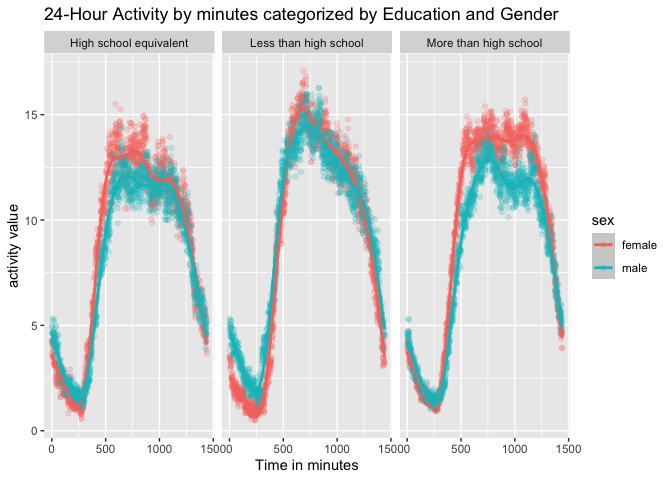 24-Hour Activity by minutes categorized by Education and Gender
High school equivalent
Less than high school
More than high school
activity value
15
10
5
0
0
500
1000
1500
0
500
1000
1500
0
500
1000
1500
Time in minutes
sex
female
male